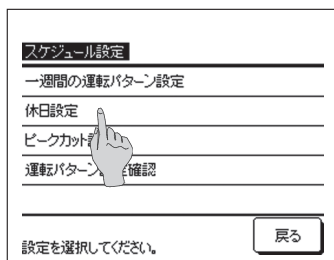 スケジュール設定
一週間の運転パターン設定
休日設定
ピークカット
運転パターン 定確認
設定を選択してください。
戻る